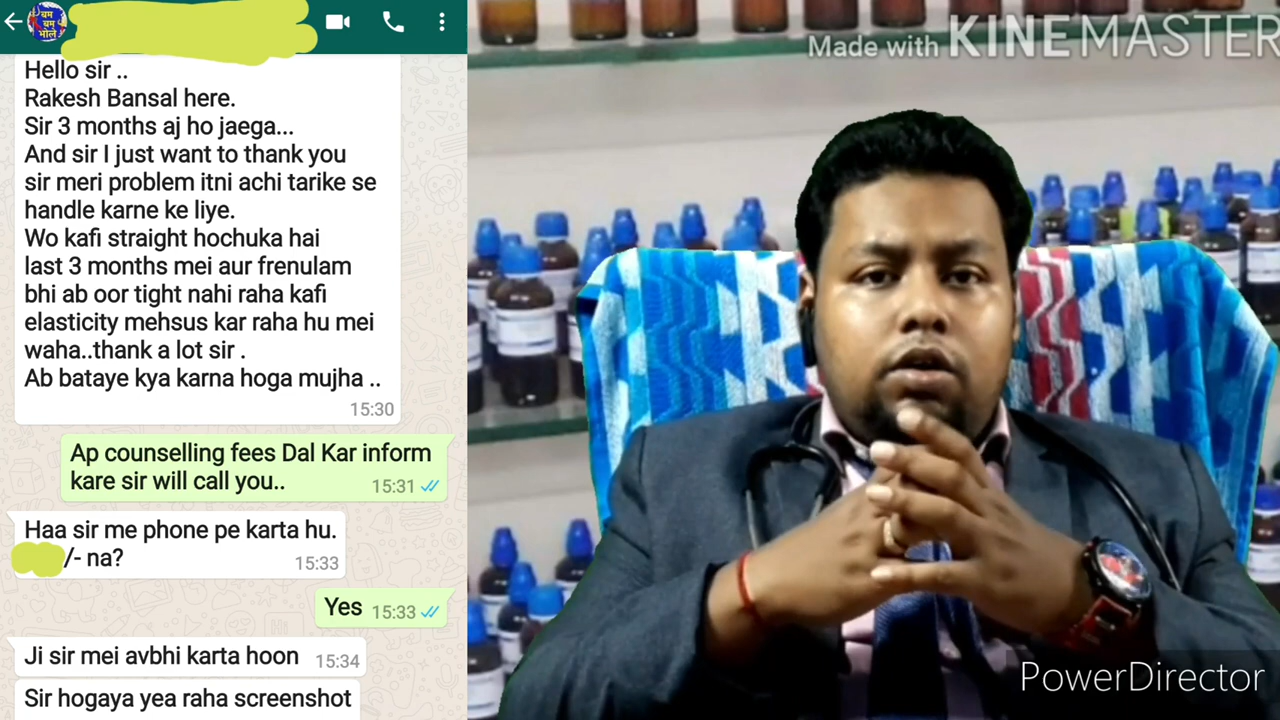 बम
बम
भोले
Hello sir ..
Rakesh Bansal here.
Sir 3 months aj ho jaega...
And sir I just want to thank you
sir meri problem itni achi tarike se
handle karne ke liye.
Wo kafi straight hochuka hai
last 3 months mei aur frenulam
bhi ab oor tight nahi raha kafi
elasticity mehsus kar raha hu mei
waha..thank a lot sir .
Ab bataye kya karna hoga mujha ..
15:30
Ap counselling fees Dal Kar inform
kare sir will call you..
15:31
Haa sir me phone pe karta hu.
/- na?
15:33
Yes
15:33
Ji sir mei avbhi karta hoon
15:34
Sir hogaya yea raha screenshot
Made with KINEMASTER
PowerDirector